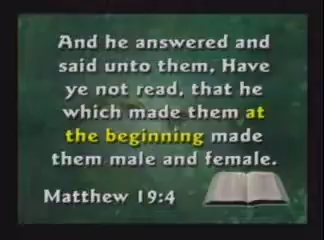 And he answered and
said unto them, Have
ye not read, that he
which made them at
the beginning made
them male and female.
Matthew 19:4